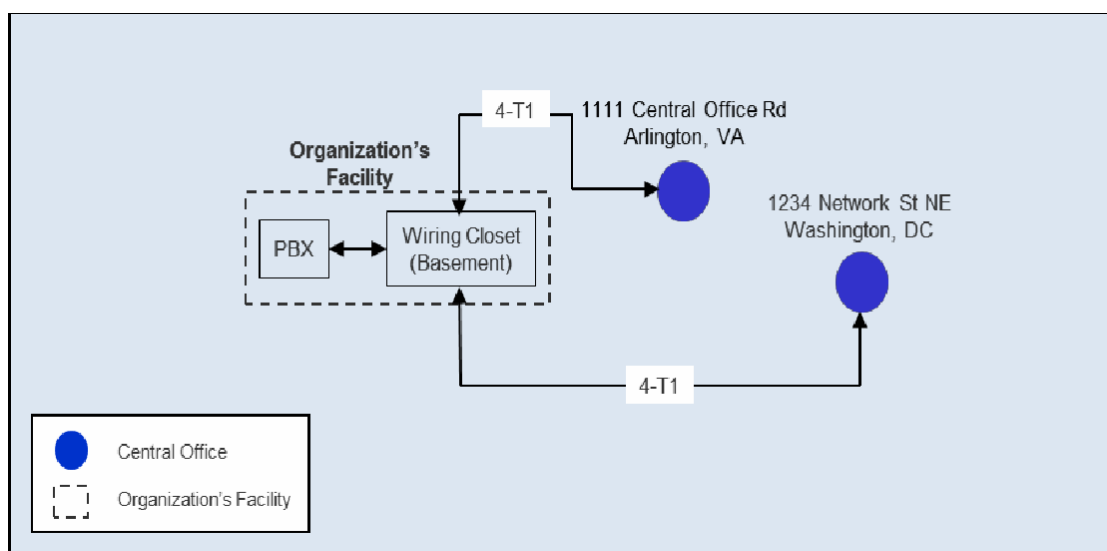 4-T1
1111 Central Office Rd
Arlington, VA
Organization's
Facility
1234 Network St NE
Washington, DC
PBX
Wiring Closet
(Basement)
4-T1
Central Office
Organization's Facility